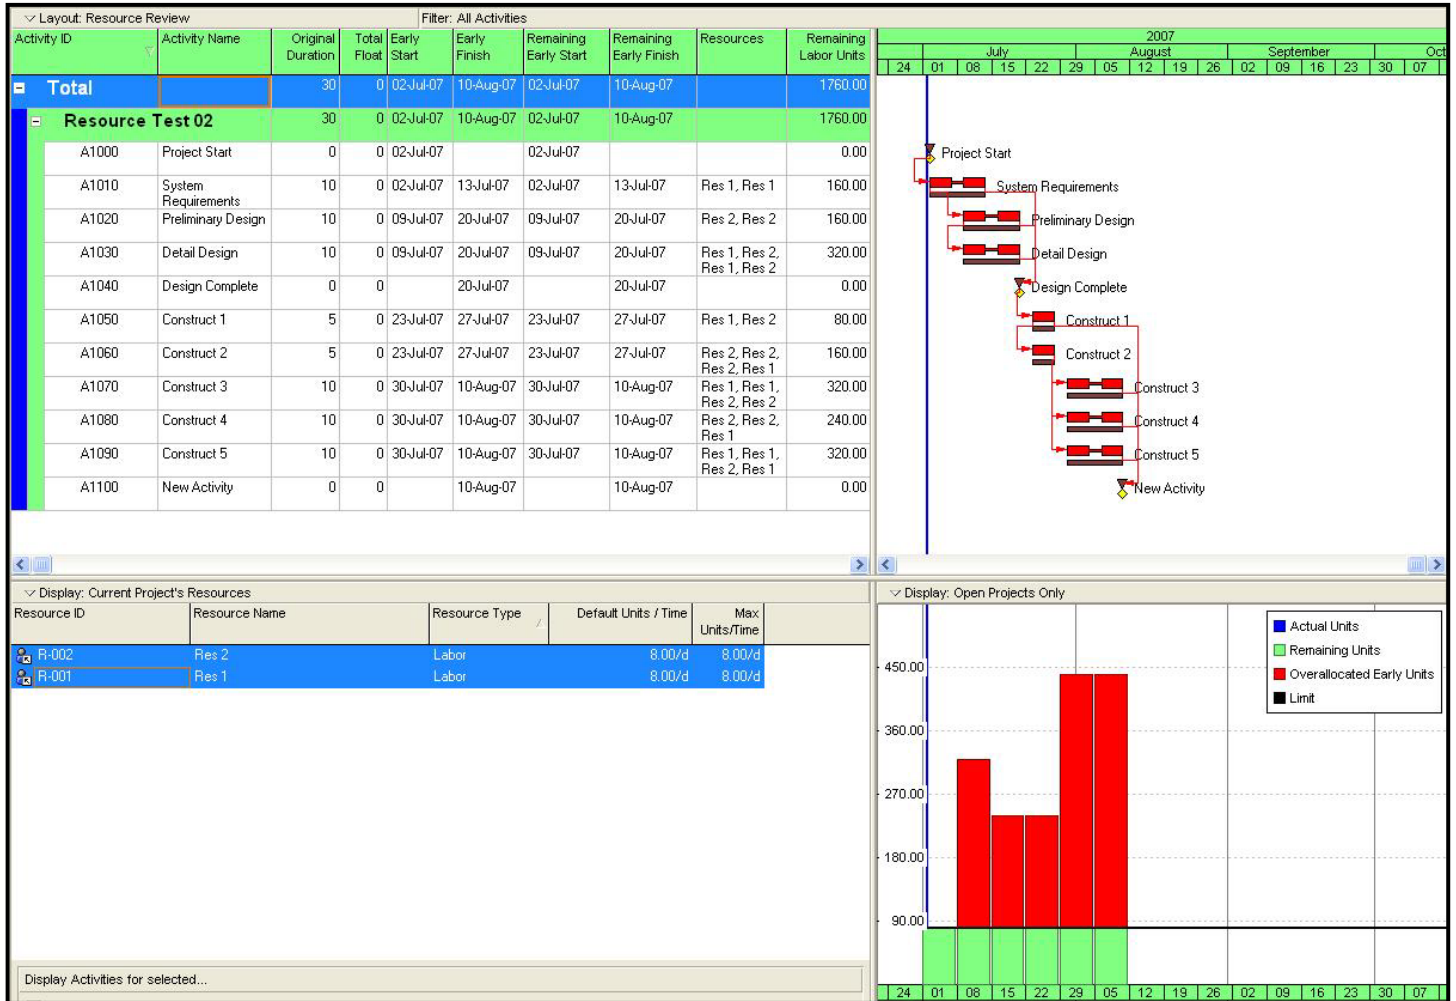 Layout: Resource Review Filter: All Activities
Activity ID Activity Name Original Duration Total Float Early Start Early Finish Remaining Early Start Remaining Early Finish Resources Remaining Labor Units
Total 30 0 02-Jul-07 10-Aug-07 02-Jul-07 10-Aug-07 1760.00
Resource Test 02 30 0 02-Jul-07 10-Aug-07 02-Jul-07 10-Aug-07 1760.00
A1000 Project Start 0 0 02-Jul-07 02-Jul-07 0.00
A1010 System Requirements 10 0 02-Jul-07 13-Jul-07 02-Jul-07 13-Jul-07 Res 1, Res 1 160.00
A1020 Preliminary Design 10 0 09-Jul-07 20-Jul-07 09-Jul-07 20-Jul-07 Res 2, Res 2 160.00
A1030 Detail Design 10 0 09-Jul-07 20-Jul-07 09-Jul-07 20-Jul-07 Res 1, Res 2, Res 1, Res 2 320.00
A1040 Design Complete 0 0 20-Jul-07 20-Jul-07 0.00
A1050 Construct 1 5 0 23-Jul-07 27-Jul-07 23-Jul-07 27-Jul-07 Res 1, Res 2 80.00
A1060 Construct 2 5 0 23-Jul-07 27-Jul-07 23-Jul-07 27-Jul-07 Res 2, Res 2, Res 2, Res 1 160.00
A1070 Construct 3 10 0 30-Jul-07 10-Aug-07 30-Jul-07 10-Aug-07 Res 1, Res 1, Res 2, Res 2 320.00
A1080 Construct 4 10 0 30-Jul-07 10-Aug-07 30-Jul-07 10-Aug-07 Res 2, Res 2, Res 1 240.00
A1090 Construct 5 10 0 30-Jul-07 10-Aug-07 30-Jul-07 10-Aug-07 Res 1, Res 1, Res 2, Res 1 320.00
A1100 New Activity 0 0 10-Aug-07 10-Aug-07 0.00
2007
July August September Oct
24 01 08 15 22 29 05 12 19 26 02 09 16 23 30 07
Project Start
System Requirements
Preliminary Design
Detail Design
Design Complete
Construct 1
Construct 2
Construct 3
Construct 4
Construct 5
New Activity
Display: Current Project's Resources
Resource ID Resource Name Resource Type Default Units / Time Max Units/Time
R-002 Res 2 Labor 8.00/d 8.00/d
R-001 Res 1 Labor 8.00/d 8.00/d
Display Activities for selected...
Display: Open Projects Only
Actual Units
Remaining Units
Overallocated Early Units
Limit
450.00
360.00
270.00
180.00
90.00
24 01 08 15 22 29 05 12 19 26 02 09 16 23 30 07